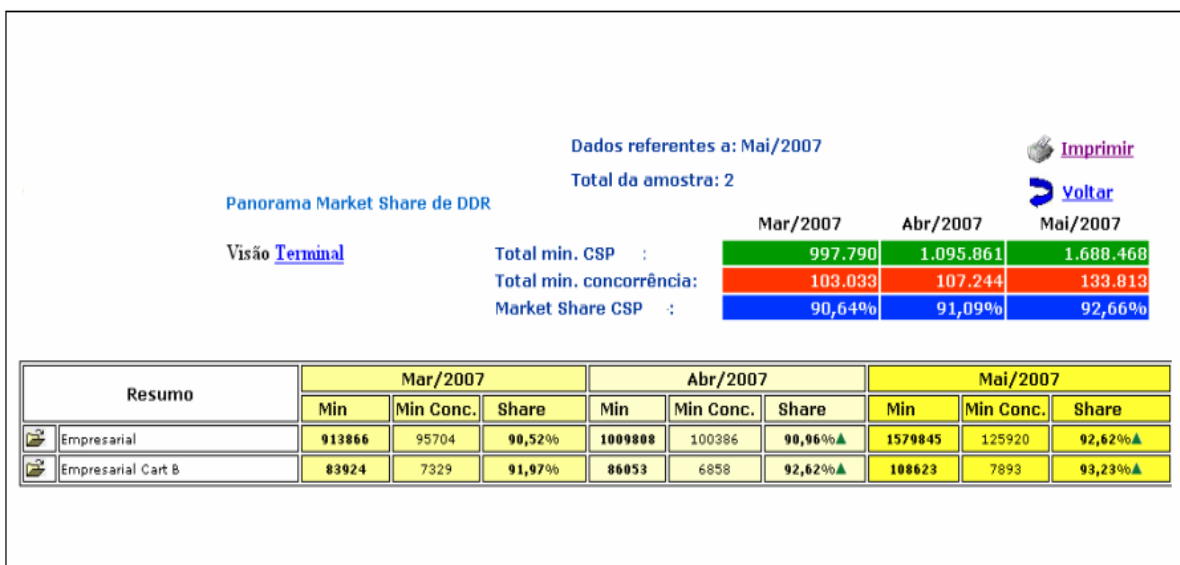 Dados referentes a: Mai/2007
Imprimir
Total da amostra: 2
Voltar
Panorama Market Share de DDR
Mar/2007 Abr/2007 Mai/2007
Visão Terminal
Total min. CSP : 997.790 1.095.861 1.688.468
Total min. concorrência: 103.033 107.244 133.813
Market Share CSP : 90,64% 91,09% 92,66%
Resumo Mar/2007 Abr/2007 Mai/2007
Min Min Conc. Share Min Min Conc. Share Min Min Conc. Share
Empresarial 913866 95704 90,52% 1009808 100386 90,96%▲ 1579845 125920 92,62%▲
Empresarial Cart B 83924 7329 91,97% 86053 6858 92,62%▲ 108623 7893 93,23%▲